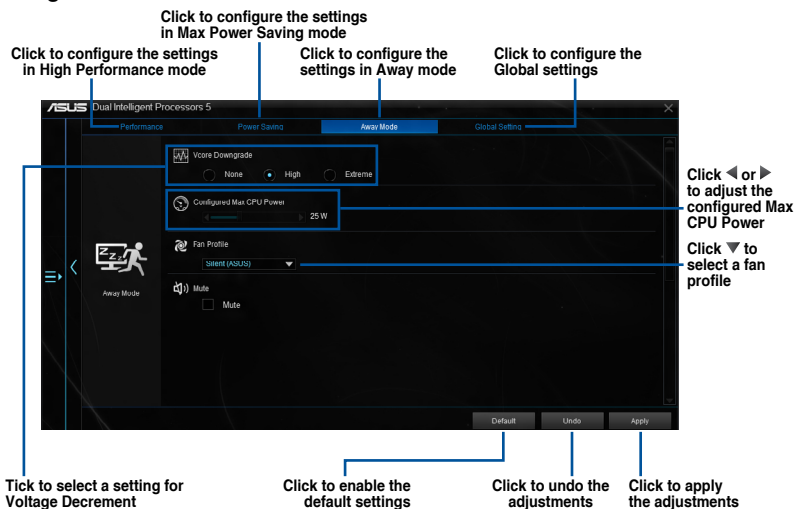 Click to configure the settings
in Max Power Saving mode
Click to configure the settings
in High Performance mode
Click to configure the
settings in Away mode
Click to configure the
Global settings
ASUS Dual Intelligent Processors 5
Performance
Power Saving
Away Mode
Global Setting
Vcore Downgrade
None
High
Extreme
Configured Max CPU Power
25 W
Fan Profile
Silent (ASUS)
Mute
Mute
Zzz
Away Mode
Click ◀ or ▶
to adjust the
configured Max
CPU Power
Click ▼ to
select a fan
profile
Default
Undo
Apply
Tick to select a setting for
Voltage Decrement
Click to enable the
default settings
Click to undo the
adjustments
Click to apply
the adjustments